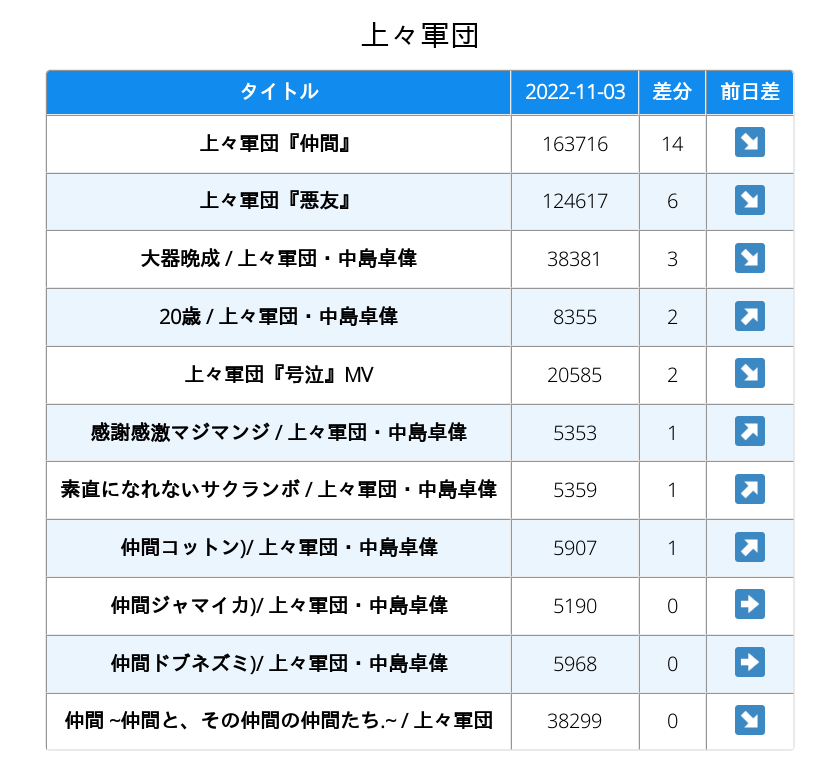 上々軍団
タイトル 2022-11-03 差分 前日差
上々軍団『仲間』 163716 14 ↘
上々軍団『悪友』 124617 6 ↘
大器晩成 / 上々軍団・中島卓偉 38381 3 ↘
20歳 / 上々軍団・中島卓偉 8355 2 ↗
上々軍団『号泣』MV 20585 2 ↘
感謝感激マジマンジ / 上々軍団・中島卓偉 5353 1 ↗
素直になれないサクランボ / 上々軍団・中島卓偉 5359 1 ↗
仲間コットン)/ 上々軍団・中島卓偉 5907 1 ↗
仲間ジャマイカ)/ 上々軍団・中島卓偉 5190 0 ➡
仲間ドブネズミ)/ 上々軍団・中島卓偉 5968 0 ➡
仲間 ~仲間と、その仲間の仲間たち.~ / 上々軍団 38299 0 ↘